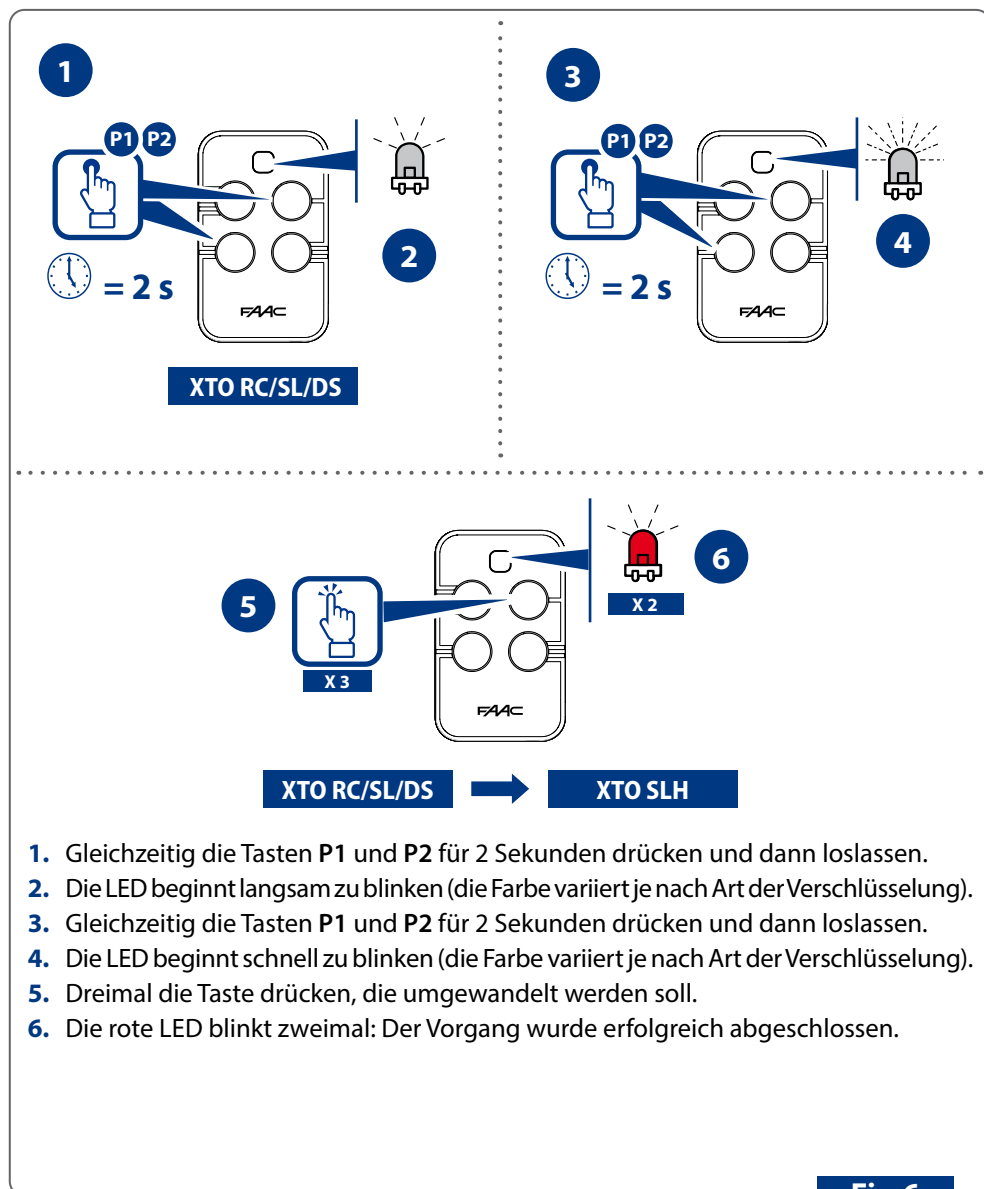 1
P1 P2
= 2 s
FAAC
2
XTO RC/SL/DS
3
P1 P2
= 2 s
FAAC
4
5
X 3
FAAC
6
X 2
XTO RC/SL/DS
XTO SLH
1. Gleichzeitig die Tasten P1 und P2 für 2 Sekunden drücken und dann loslassen.
2. Die LED beginnt langsam zu blinken (die Farbe variiert je nach Art der Verschlüsselung).
3. Gleichzeitig die Tasten P1 und P2 für 2 Sekunden drücken und dann loslassen.
4. Die LED beginnt schnell zu blinken (die Farbe variiert je nach Art der Verschlüsselung).
5. Dreimal die Taste drücken, die umgewandelt werden soll.
6. Die rote LED blinkt zweimal: Der Vorgang wurde erfolgreich abgeschlossen.